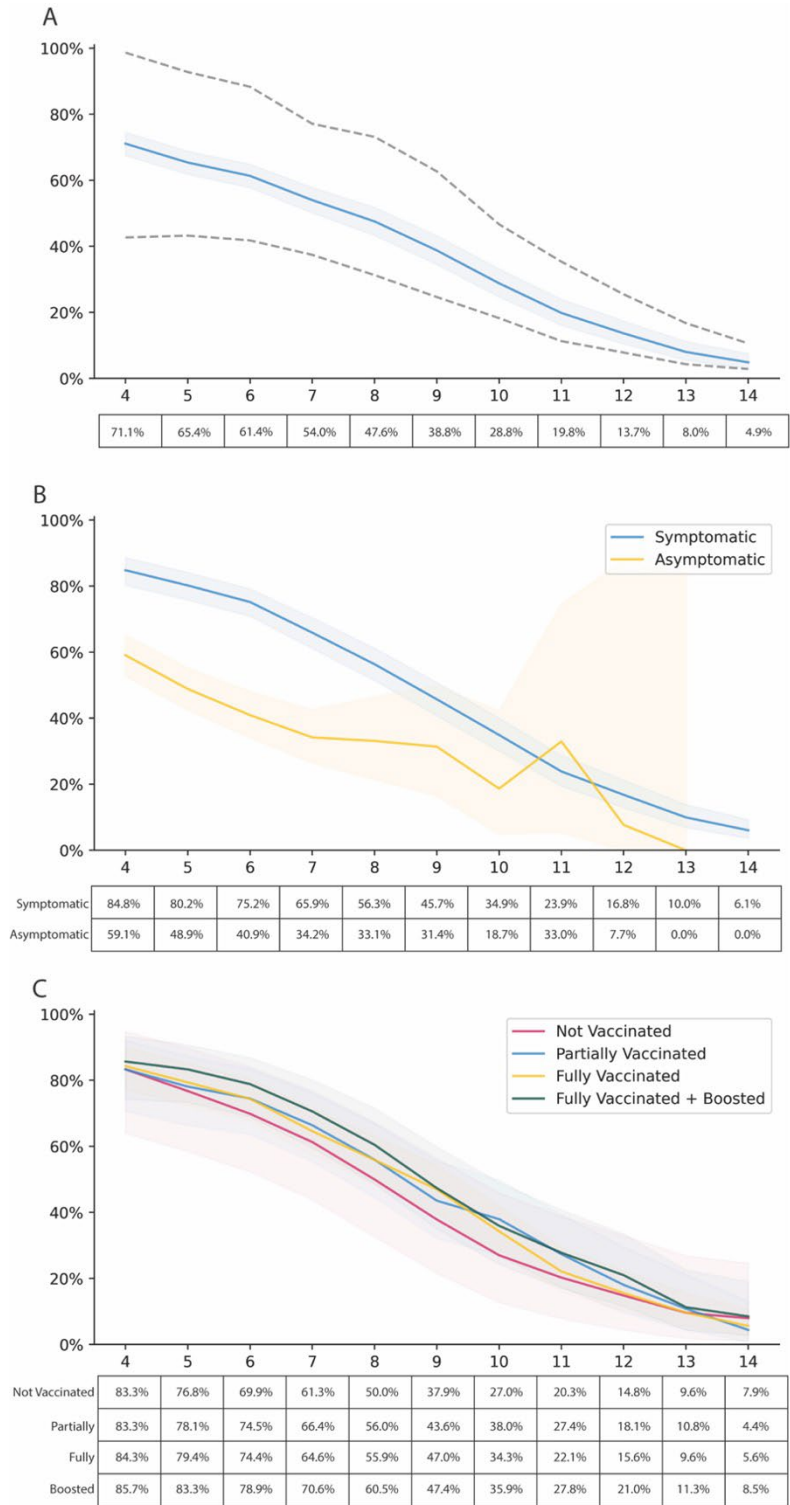 A
100%
80%
60%
40%
20%
0%
4 5 6 7 8 9 10 11 12 13 14
71.1% 65.4% 61.4% 54.0% 47.6% 38.8% 28.8% 19.8% 13.7% 8.0% 4.9%
B
100%
Symptomatic
Asymptomatic
80%
60%
40%
20%
0%
4 5 6 7 8 9 10 11 12 13 14
Symptomatic 84.8% 80.2% 75.2% 65.9% 56.3% 45.7% 34.9% 23.9% 16.8% 10.0% 6.1%
Asymptomatic 59.1% 48.9% 40.9% 34.2% 33.1% 31.4% 18.7% 33.0% 7.7% 0.0% 0.0%
C
100%
Not Vaccinated
Partially Vaccinated
Fully Vaccinated
Fully Vaccinated + Boosted
80%
60%
40%
20%
0%
4 5 6 7 8 9 10 11 12 13 14
Not Vaccinated 83.3% 76.8% 69.9% 61.3% 50.0% 37.9% 27.0% 20.3% 14.8% 9.6% 7.9%
Partially 83.3% 78.1% 74.5% 66.4% 56.0% 43.6% 38.0% 27.4% 18.1% 10.8% 4.4%
Fully 84.3% 79.4% 74.4% 64.6% 55.9% 47.0% 34.3% 22.1% 15.6% 9.6% 5.6%
Boosted 85.7% 83.3% 78.9% 70.6% 60.5% 47.4% 35.9% 27.8% 21.0% 11.3% 8.5%